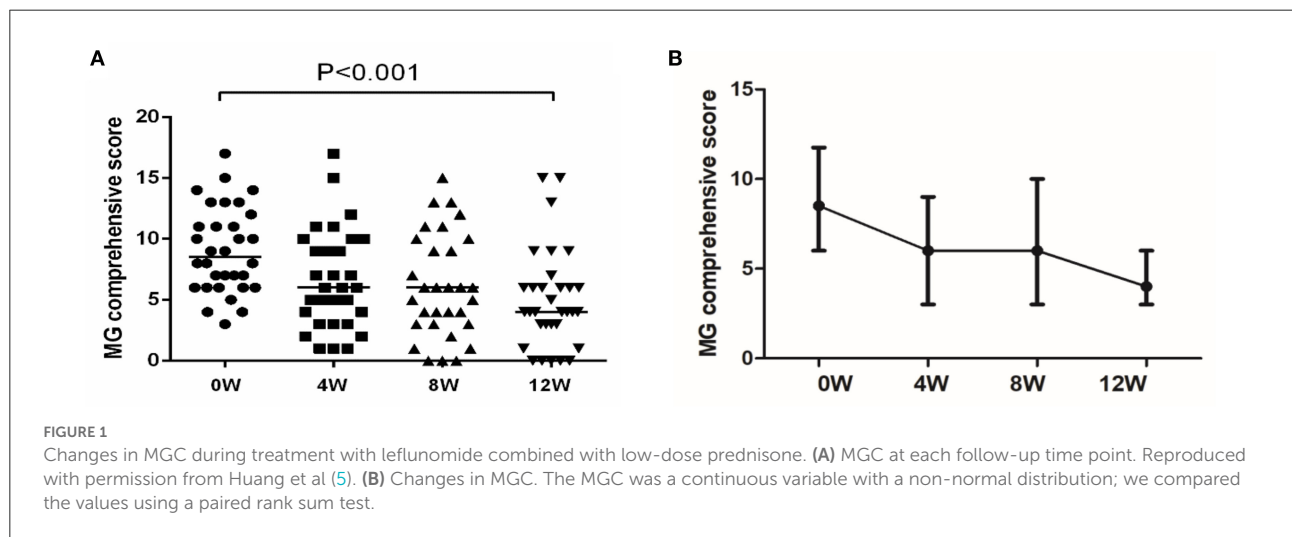 A
P<0.001
MG comprehensive score
20
15
10
5
0
0W 4W 8W 12W
B
MG comprehensive score
15
10
5
0
0W 4W 8W 12W
FIGURE 1
Changes in MGC during treatment with leflunomide combined with low-dose prednisone. (A) MGC at each follow-up time point. Reproduced
with permission from Huang et al (5). (B) Changes in MGC. The MGC was a continuous variable with a non-normal distribution; we compared
the values using a paired rank sum test.